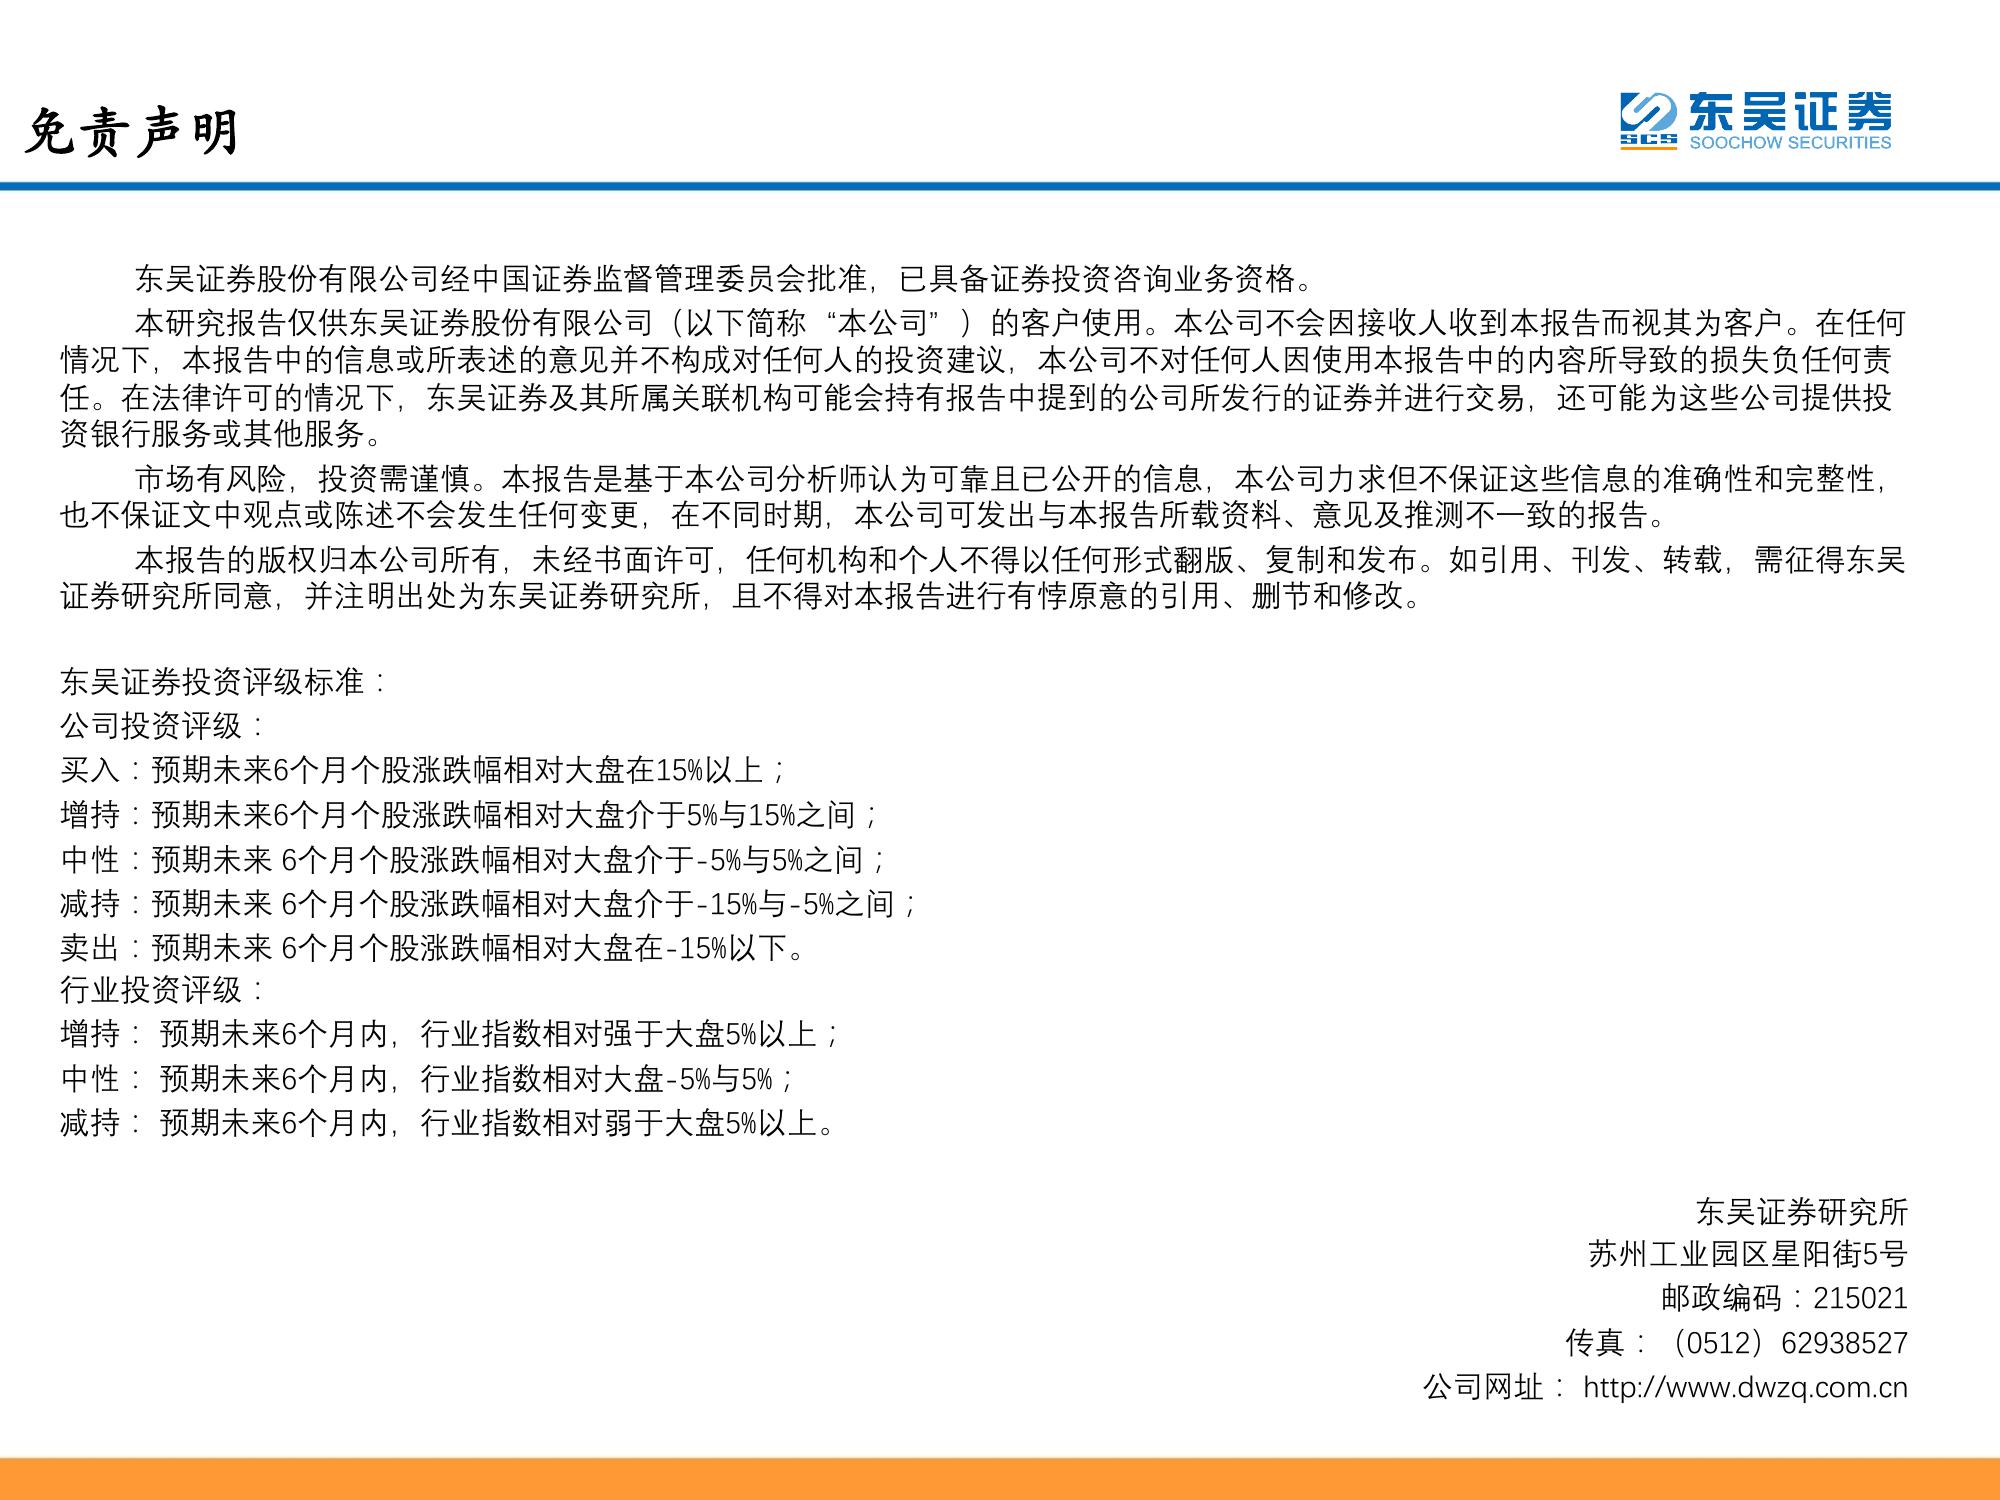 免责声明
东吴证券
SCS
SOOCHOW SECURITIES
东吴证券股份有限公司经中国证券监督管理委员会批准，已具备证券投资咨询业务资格。
本研究报告仅供东吴证券股份有限公司（以下简称“本公司”）的客户使用。本公司不会因接收人收到本报告而视其为客户。在任何
情况下，本报告中的信息或所表述的意见并不构成对任何人的投资建议，本公司不对任何人因使用本报告中的内容所导致的损失负任何责
任。在法律许可的情况下，东吴证券及其所属关联机构可能会持有报告中提到的公司所发行的证券并进行交易，还可能为这些公司提供投
资银行服务或其他服务。
市场有风险，投资需谨慎。本报告是基于本公司分析师认为可靠且已公开的信息，本公司力求但不保证这些信息的准确性和完整性，
也不保证文中观点或陈述不会发生任何变更，在不同时期，本公司可发出与本报告所载资料、意见及推测不一致的报告。
本报告的版权归本公司所有，未经书面许可，任何机构和个人不得以任何形式翻版、复制和发布。如引用、刊发、转载，需征得东吴
证券研究所同意，并注明出处为东吴证券研究所，且不得对本报告进行有悖原意的引用、删节和修改。
东吴证券投资评级标准：
公司投资评级：
买入：预期未来6个月个股涨跌幅相对大盘在15%以上；
增持：预期未来6个月个股涨跌幅相对大盘介于5%与15%之间；
中性：预期未来 6个月个股涨跌幅相对大盘介于-5%与5%之间；
减持：预期未来 6个月个股涨跌幅相对大盘介于-15%与-5%之间；
卖出：预期未来 6个月个股涨跌幅相对大盘在-15%以下。
行业投资评级：
增持： 预期未来6个月内，行业指数相对强于大盘5%以上；
中性： 预期未来6个月内，行业指数相对大盘-5%与5%；
减持： 预期未来6个月内，行业指数相对弱于大盘5%以上。
东吴证券研究所
苏州工业园区星阳街5号
邮政编码：215021
传真：（0512）62938527
公司网址： http://www.dwzq.com.cn